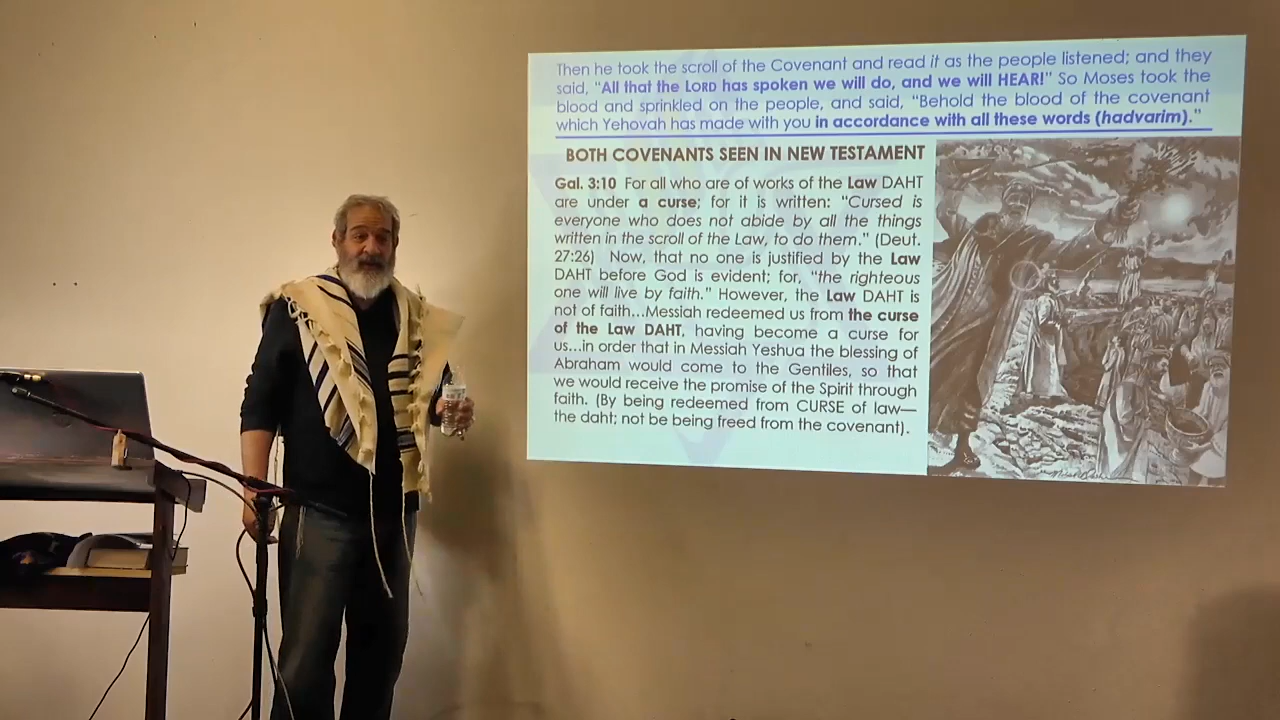 Then he took the scroll of the Covenant and read it as the people listened; and they
said, "All that the LORD has spoken we will do, and we will HEAR!" So Moses took the
blood and sprinkled on the people, and said, "Behold the blood of the covenant
which Yehovah has made with you in accordance with all these words (hadvarim)."
BOTH COVENANTS SEEN IN NEW TESTAMENT
Gal. 3:10 For all who are of works of the Law DAHT
are under a curse; for it is written: "Cursed is
everyone who does not abide by all the things
written in the scroll of the Law, to do them." (Deut.
27:26) Now, that no one is justified by the Law
DAHT before God is evident; for, "the righteous
one will live by faith." However, the Law DAHT is
not of faith...Messiah redeemed us from the curse
of the Law DAHT, having become a curse for
us...in order that in Messiah Yeshua the blessing of
Abraham would come to the Gentiles, so that
we would receive the promise of the Spirit through
faith. (By being redeemed from CURSE of law—
the daht; not be being freed from the covenant).